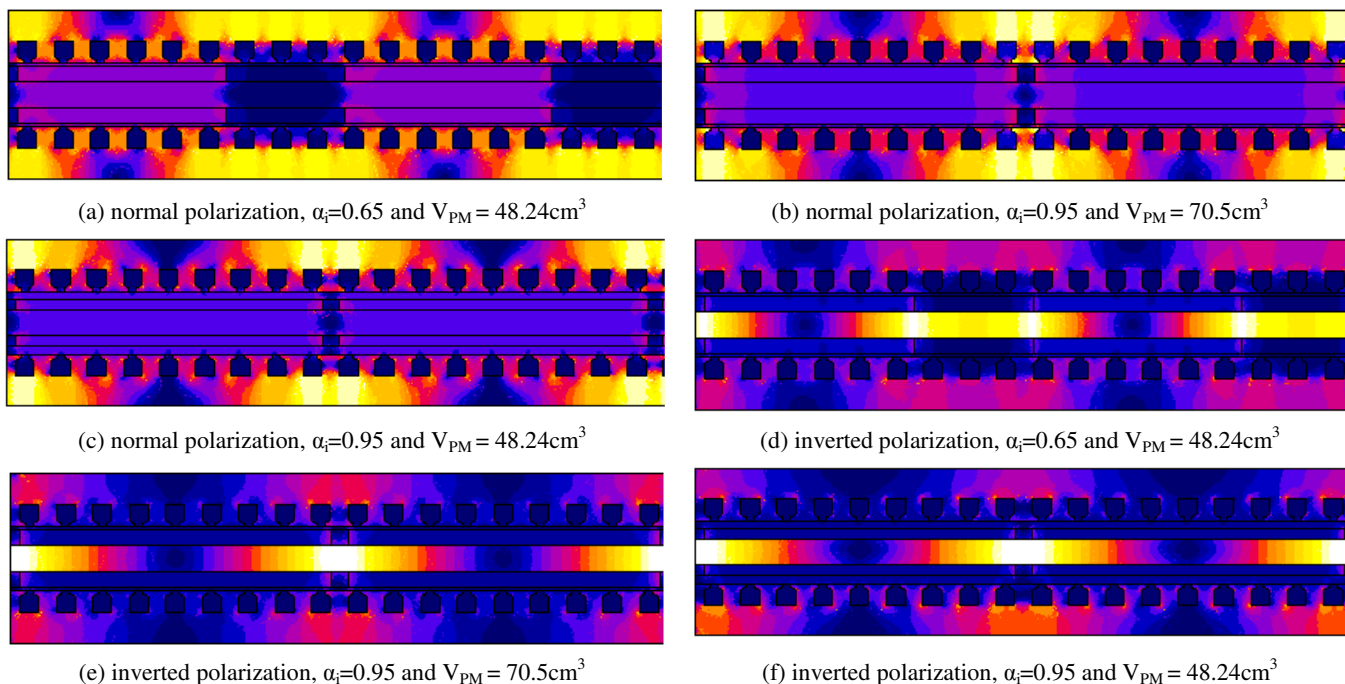 (a) normal polarization, αi=0.65 and VPM = 48.24cm3
(b) normal polarization, αi=0.95 and VPM = 70.5cm3
(c) normal polarization, αi=0.95 and VPM = 48.24cm3
(d) inverted polarization, αi=0.65 and VPM = 48.24cm3
(e) inverted polarization, αi=0.95 and VPM = 70.5cm3
(f) inverted polarization, αi=0.95 and VPM = 48.24cm3